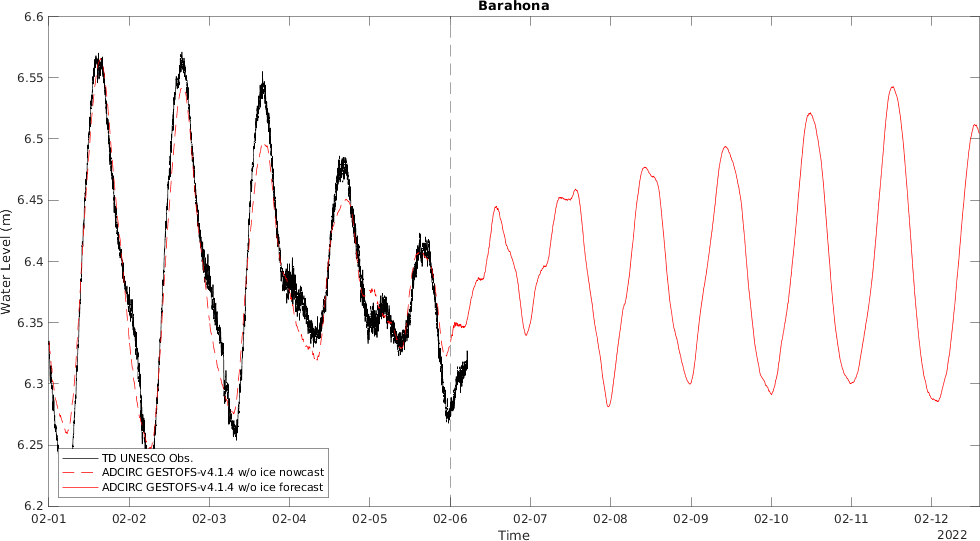 Barahona
Water Level (m)
6.6
6.55
6.5
6.45
6.4
6.35
6.3
6.25
6.2
TD UNESCO Obs.
ADCIRC GESTOFS-v4.1.4 w/o ice nowcast
ADCIRC GESTOFS-v4.1.4 w/o ice forecast
02-01 02-02 02-03 02-04 02-05 02-06 02-07 02-08 02-09 02-10 02-11 02-12
Time
2022